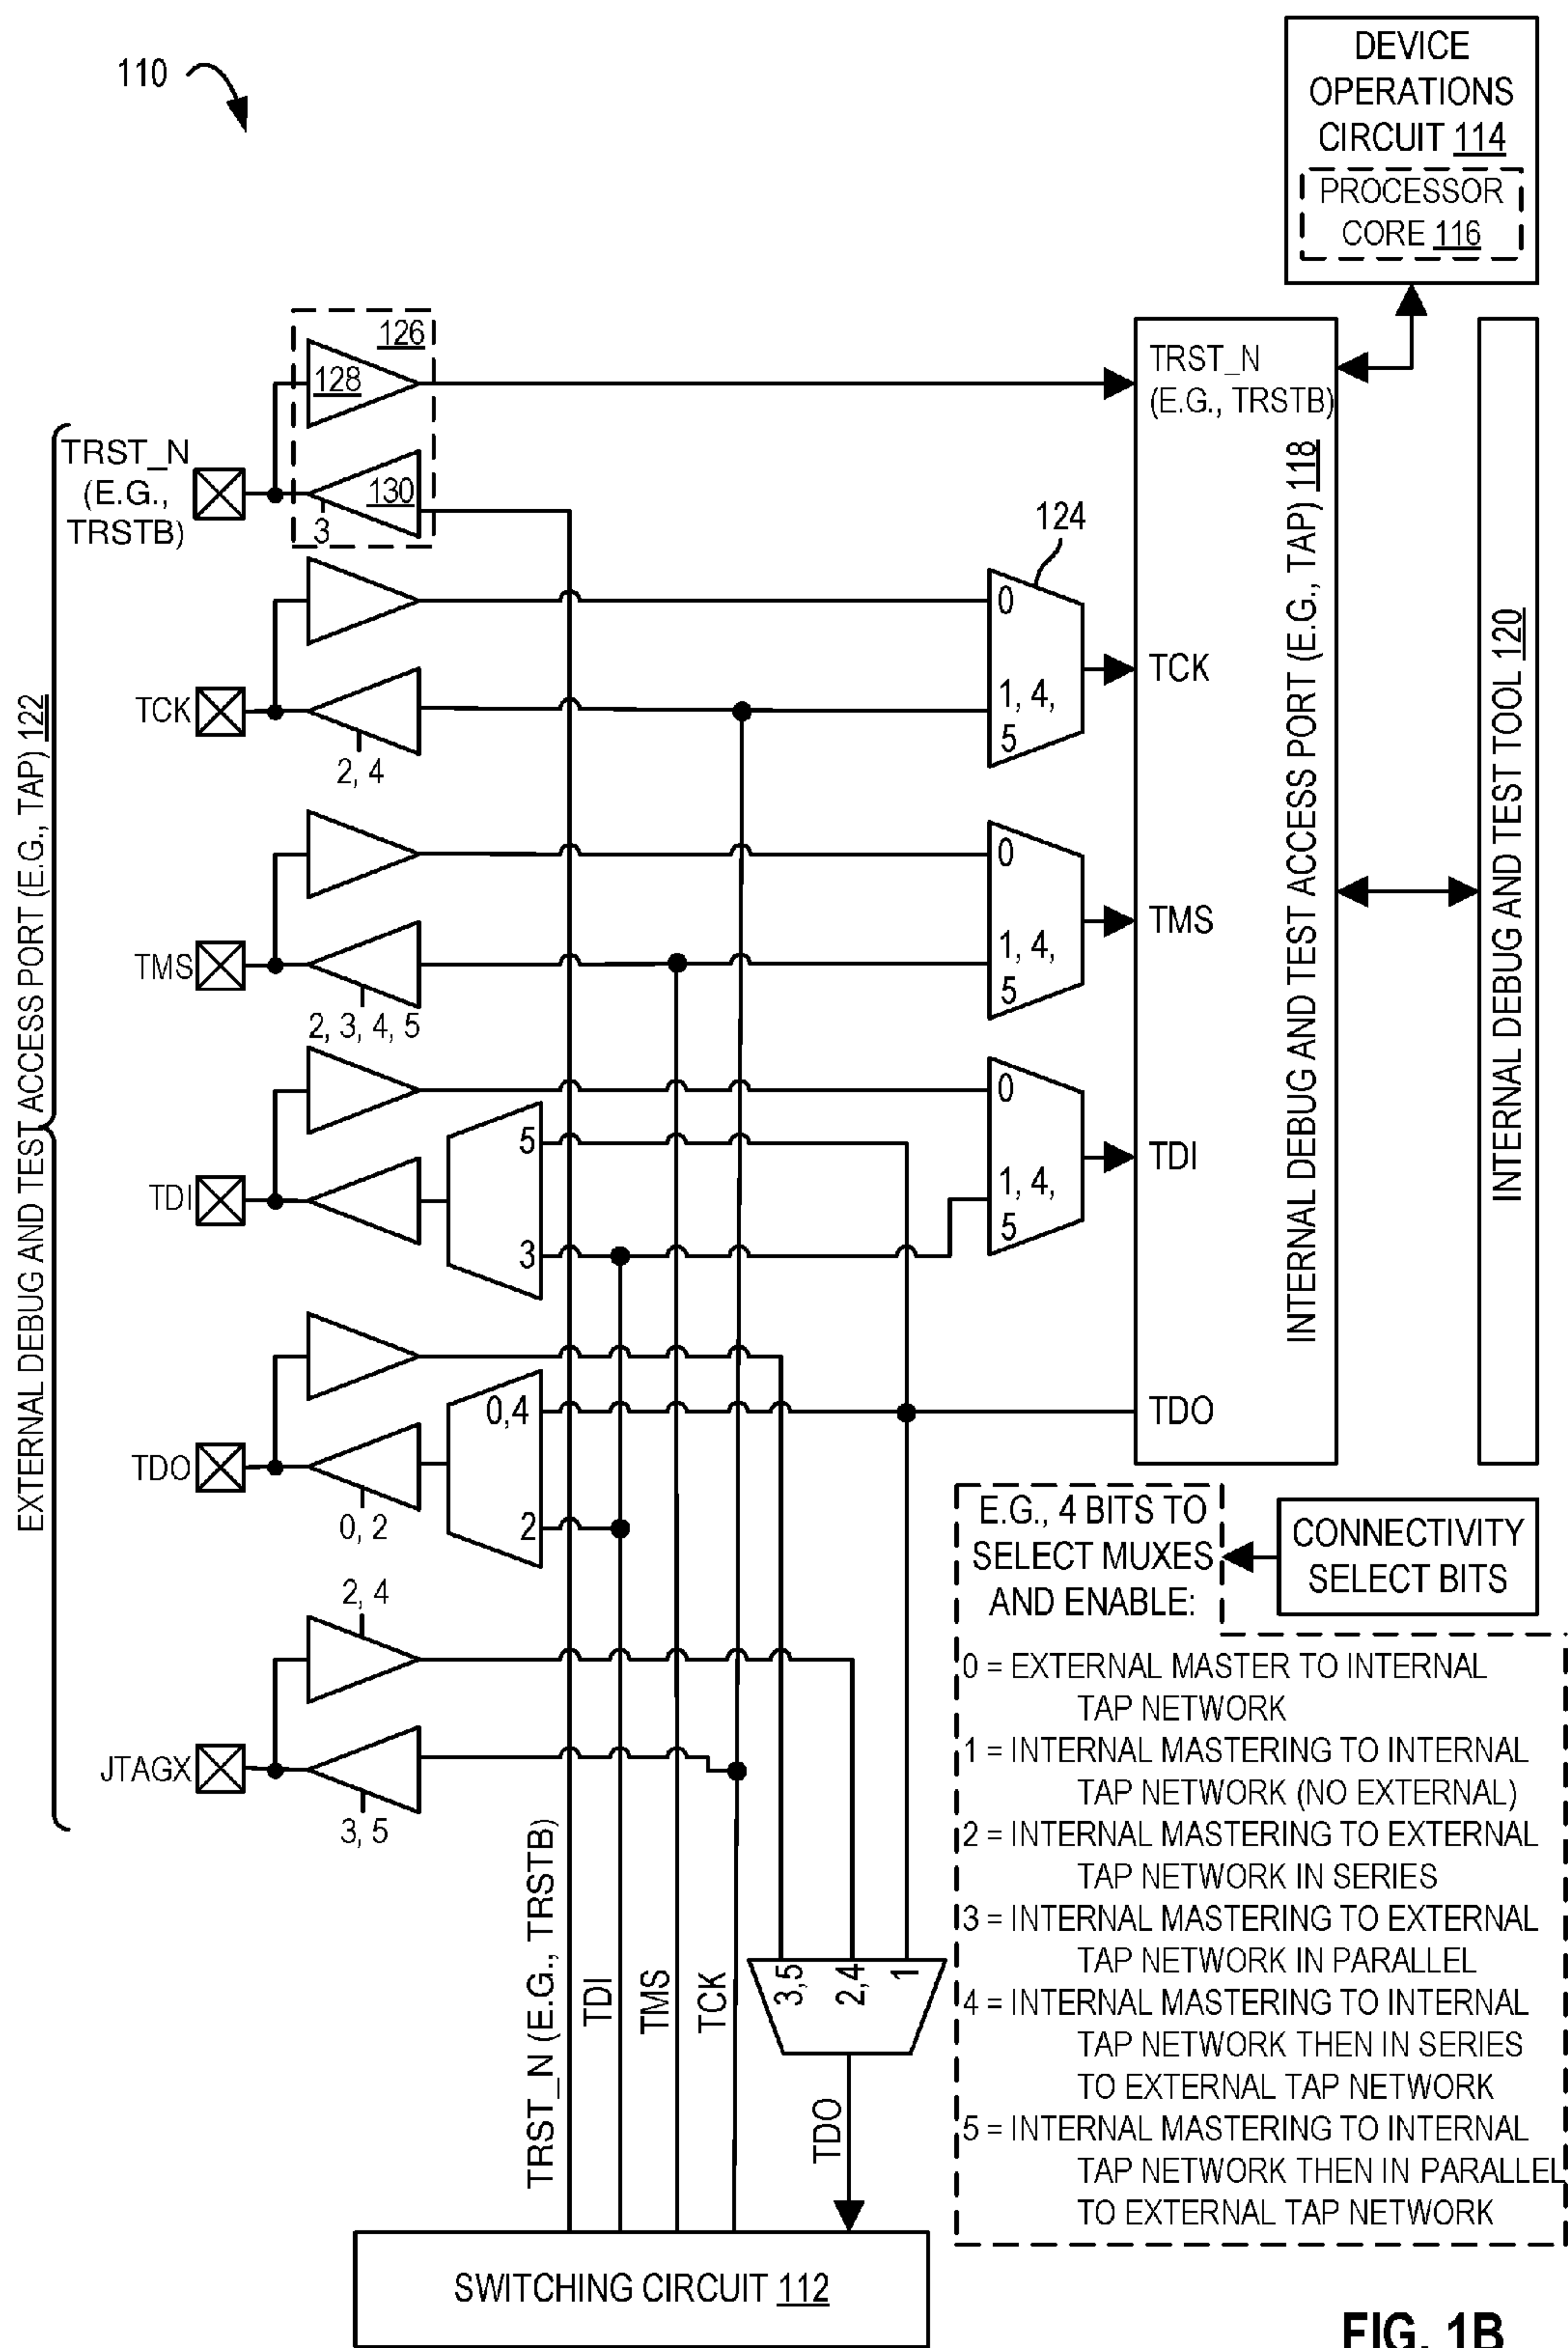 110
DEVICE
OPERATIONS
CIRCUIT 114
PROCESSOR
CORE 116
126
128
130
3
TRST_N
(E.G.,
TRSTB)
TRST_N
(E.G., TRSTB)
124
EXTERNAL DEBUG AND TEST ACCESS PORT (E.G., TAP) 122
INTERNAL DEBUG AND TEST ACCESS PORT (E.G., TAP) 118
INTERNAL DEBUG AND TEST TOOL 120
0
1, 4,
5
TCK
TCK
2, 4
0
1, 4,
5
TMS
TMS
2, 3, 4, 5
0
1, 4,
5
5
3
TDI
TDI
0,4
2
TDO
TDO
0, 2
2, 4
JTAGX
3, 5
E.G., 4 BITS TO
SELECT MUXES
AND ENABLE:
CONNECTIVITY
SELECT BITS
0 = EXTERNAL MASTER TO INTERNAL
TAP NETWORK
1 = INTERNAL MASTERING TO INTERNAL
TAP NETWORK (NO EXTERNAL)
2 = INTERNAL MASTERING TO EXTERNAL
TAP NETWORK IN SERIES
3 = INTERNAL MASTERING TO EXTERNAL
TAP NETWORK IN PARALLEL
4 = INTERNAL MASTERING TO INTERNAL
TAP NETWORK THEN IN SERIES
TO EXTERNAL TAP NETWORK
5 = INTERNAL MASTERING TO INTERNAL
TAP NETWORK THEN IN PARALLEL
TO EXTERNAL TAP NETWORK
TRST_N (E.G., TRSTB)
TDI
TMS
TCK
3,5
2,4
1
TDO
SWITCHING CIRCUIT 112
FIG. 1B